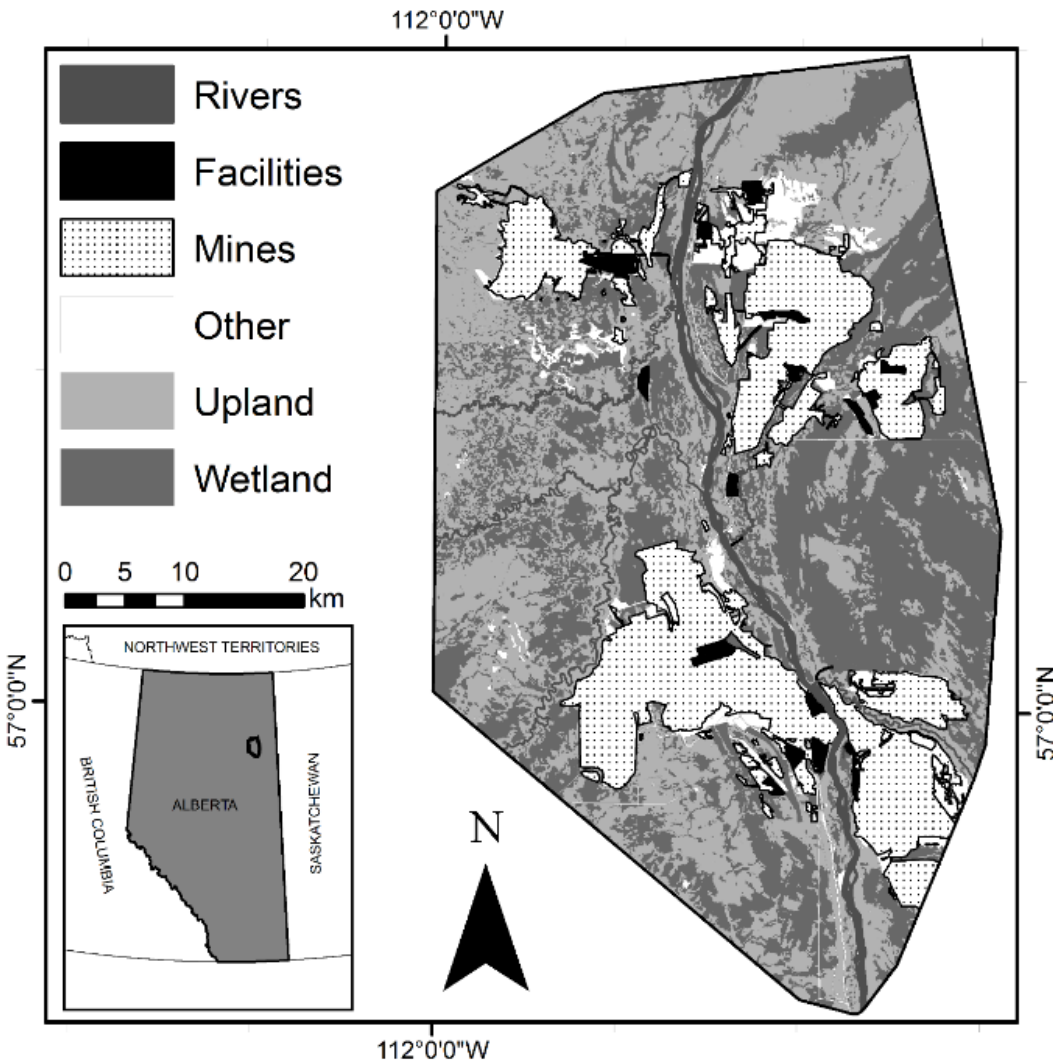 112°0'0"W
Rivers
Facilities
Mines
Other
Upland
Wetland
0 5 10 20
km
NORTHWEST TERRITORIES
BRITISH COLUMBIA
ALBERTA
SASKATCHEWAN
57°0'0"N
N
57°0'0"N
112°0'0"W